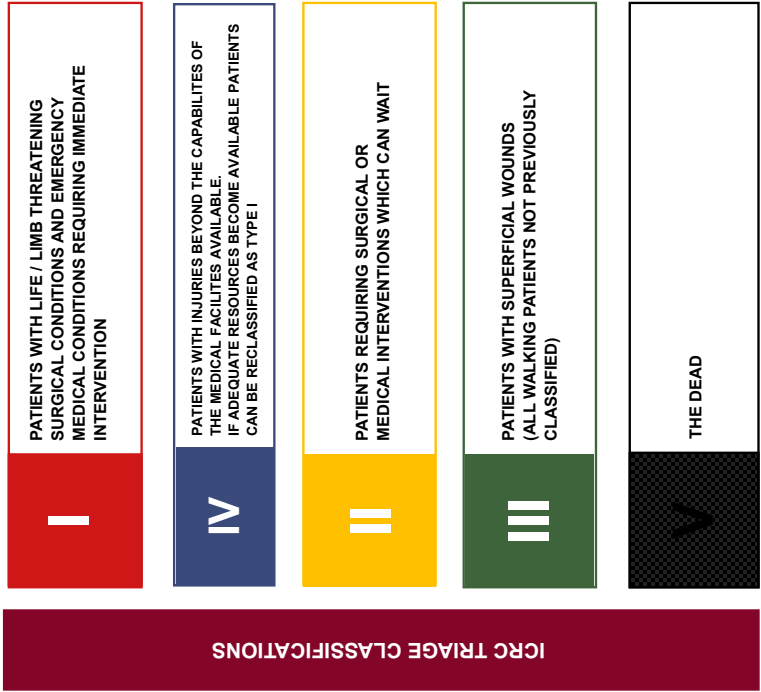 ICRC TRIAGE CLASSIFICATIONS
I
PATIENTS WITH LIFE / LIMB THREATENING
SURGICAL CONDITIONS AND EMERGENCY
MEDICAL CONDITIONS REQUIRING IMMEDIATE
INTERVENTION
IV
PATIENTS WITH INJURIES BEYOND THE CAPABILITES OF
THE MEDICAL FACILITES AVAILABLE.
IF ADEQUATE RESOURCES BECOME AVAILABLE PATIENTS
CAN BE RECLASSIFIED AS TYPE I
II
PATIENTS REQUIRING SURGICAL OR
MEDICAL INTERVENTIONS WHICH CAN WAIT
III
PATIENTS WITH SUPERFICIAL WOUNDS
(ALL WALKING PATIENTS NOT PREVIOUSLY
CLASSIFIED)
V
THE DEAD